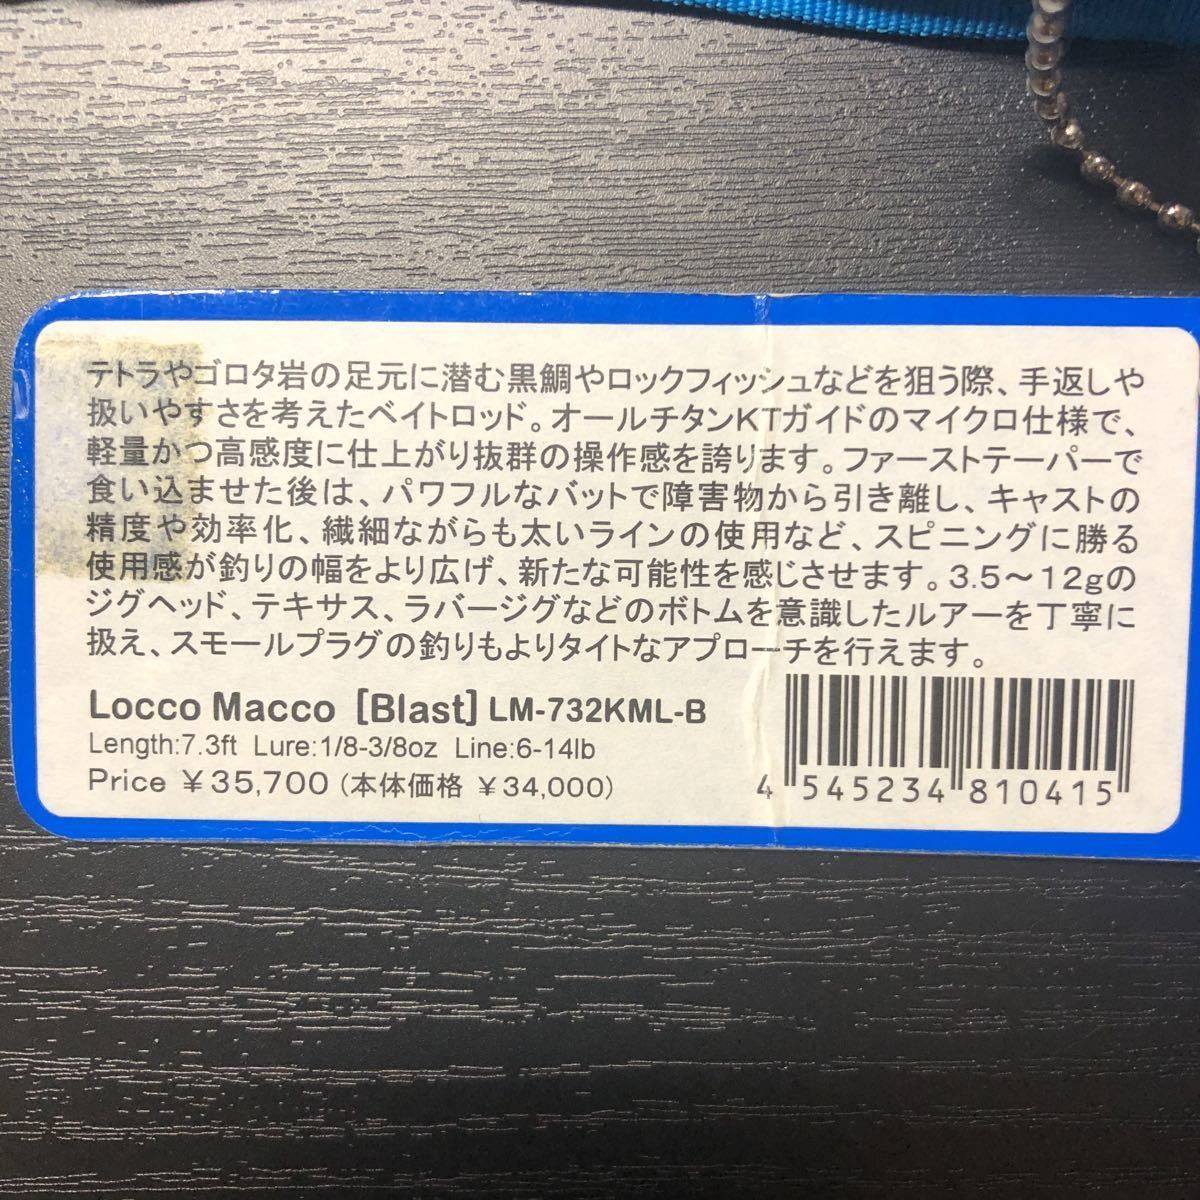 テトラやゴロタ岩の足元に潜む黒鯛やロックフィッシュなどを狙う際、手返しや
扱いやすさを考えたベイトロッド。オールチタンKTガイドのマイクロ仕様で、
軽量かつ高感度に仕上がり抜群の操作感を誇ります。ファーストテーパーで
食い込ませた後は、パワフルなバットで障害物から引き離し、キャストの
精度や効率化、繊細ながらも太いラインの使用など、スピニングに勝る
使用感が釣りの幅をより広げ、新たな可能性を感じさせます。3.5～12gの
ジグヘッド、テキサス、ラバージグなどのボトムを意識したルアーを丁寧に
扱え、スモールプラグの釣りもよりタイトなアプローチを行えます。
Locco Macco [Blast] LM-732KML-B
Length:7.3ft Lure:1/8-3/8oz Line:6-14lb
Price ￥35,700 (本体価格 ￥34,000)
4 545234 810415